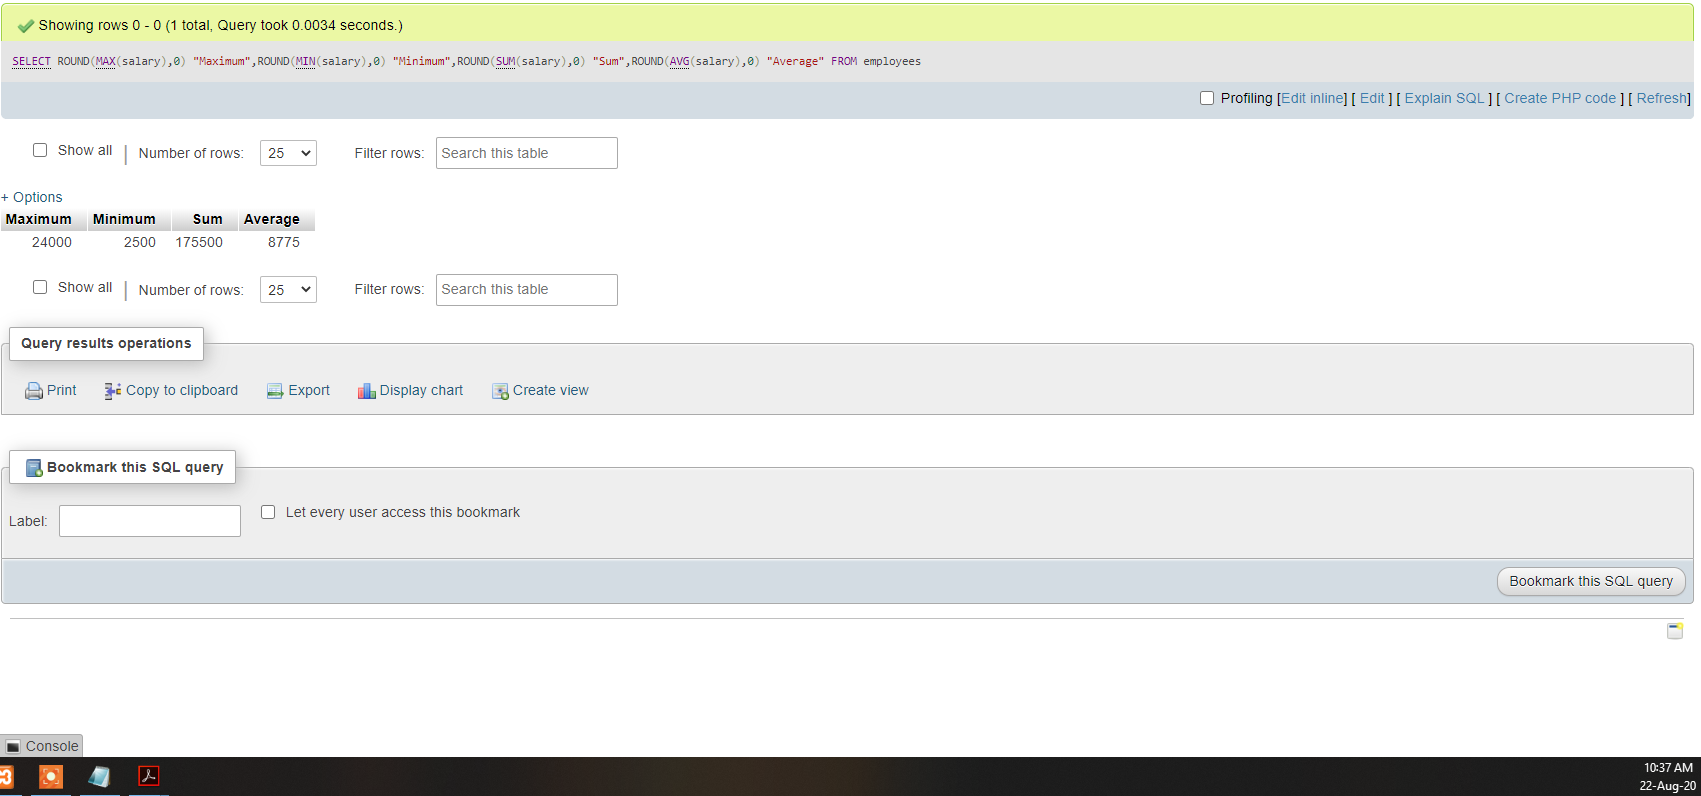 Showing rows 0 - 0 (1 total, Query took 0.0034 seconds.)
SELECT ROUND(MAX(salary),0) "Maximum",ROUND(MIN(salary),0) "Minimum",ROUND(SUM(salary),0) "Sum",ROUND(AVG(salary),0) "Average" FROM employees
Profiling [Edit inline] [ Edit ] [ Explain SQL ] [ Create PHP code ] [ Refresh]
Show all | Number of rows: 25 Filter rows: Search this table
+ Options
Maximum Minimum Sum Average
24000 2500 175500 8775
Show all | Number of rows: 25 Filter rows: Search this table
Query results operations
Print Copy to clipboard Export Display chart Create view
Bookmark this SQL query
Label: Let every user access this bookmark
Bookmark this SQL query
Console
10:37 AM
22-Aug-20